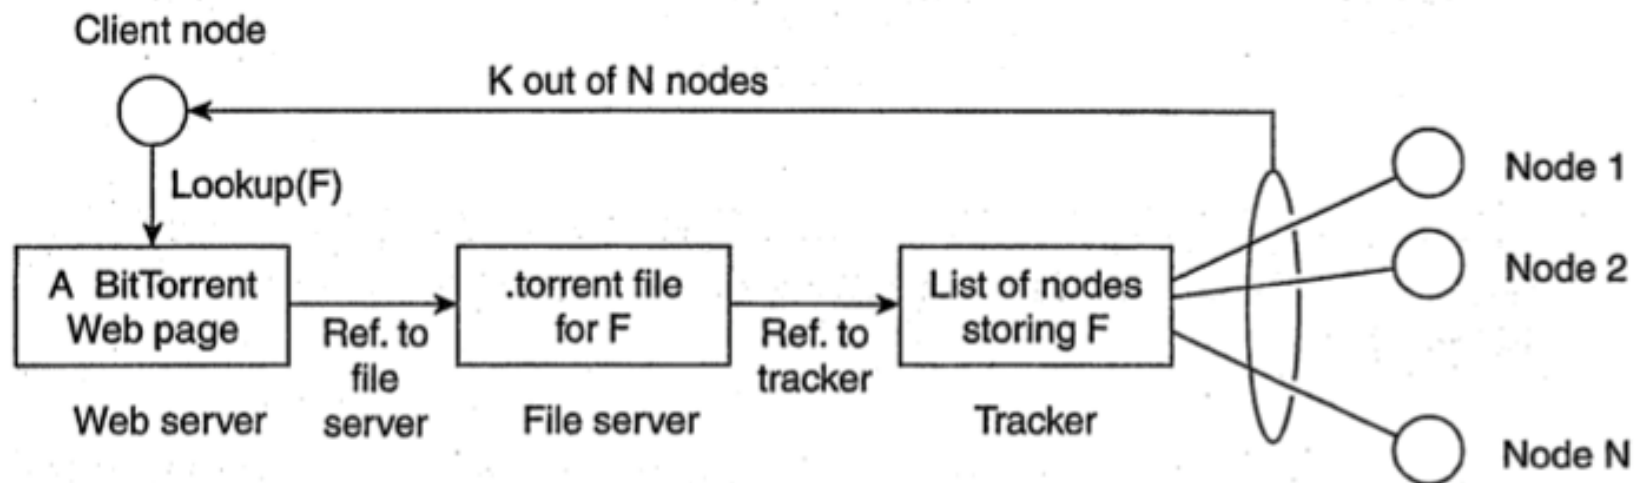 Client node
K out of N nodes
Lookup(F)
Node 1
Node 2
A BitTorrent
Web page
.torrent file
for F
List of nodes
storing F
Ref. to
file
server
Ref. to
tracker
Web server
File server
Tracker
Node N